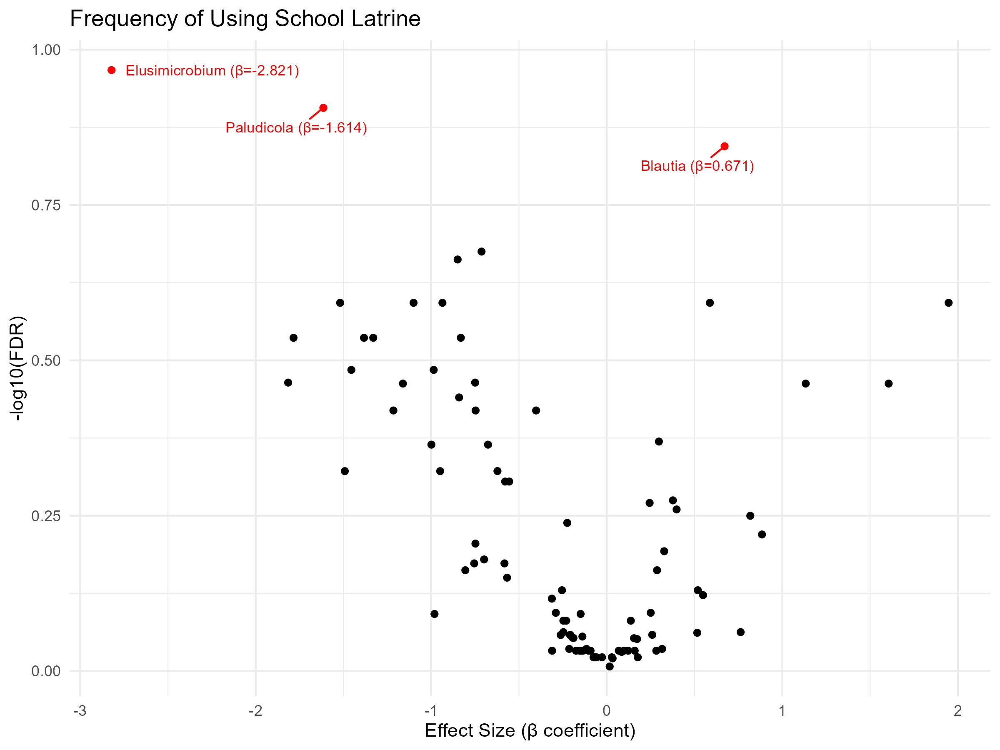 Frequency of Using School Latrine
1.00
Elusimicrobium (β=-2.821)
Paludicola (β=-1.614)
Blautia (β=0.671)
0.75
0.50
0.25
0.00
-log10(FDR)
-3
-2
-1
0
1
2
Effect Size (β coefficient)